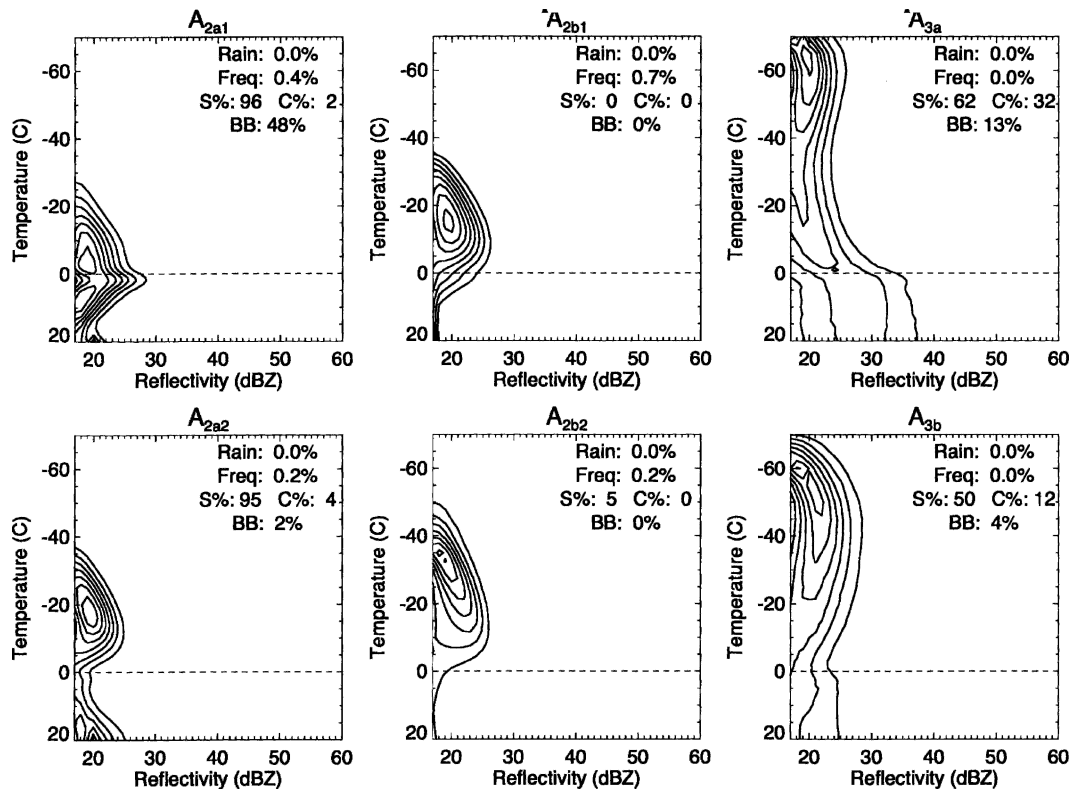 A2a1
Rain: 0.0%
Freq: 0.4%
S%: 96 C%: 2
BB: 48%
-60
-40
-20
0
20
Temperature (C)
20 30 40 50 60
Reflectivity (dBZ)
A2b1
Rain: 0.0%
Freq: 0.7%
S%: 0 C%: 0
BB: 0%
-60
-40
-20
0
20
Temperature (C)
20 30 40 50 60
Reflectivity (dBZ)
A3a
Rain: 0.0%
Freq: 0.0%
S%: 62 C%: 32
BB: 13%
-60
-40
-20
0
20
Temperature (C)
20 30 40 50 60
Reflectivity (dBZ)
A2a2
Rain: 0.0%
Freq: 0.2%
S%: 95 C%: 4
BB: 2%
-60
-40
-20
0
20
Temperature (C)
20 30 40 50 60
Reflectivity (dBZ)
A2b2
Rain: 0.0%
Freq: 0.2%
S%: 5 C%: 0
BB: 0%
-60
-40
-20
0
20
Temperature (C)
20 30 40 50 60
Reflectivity (dBZ)
A3b
Rain: 0.0%
Freq: 0.0%
S%: 50 C%: 12
BB: 4%
-60
-40
-20
0
20
Temperature (C)
20 30 40 50 60
Reflectivity (dBZ)